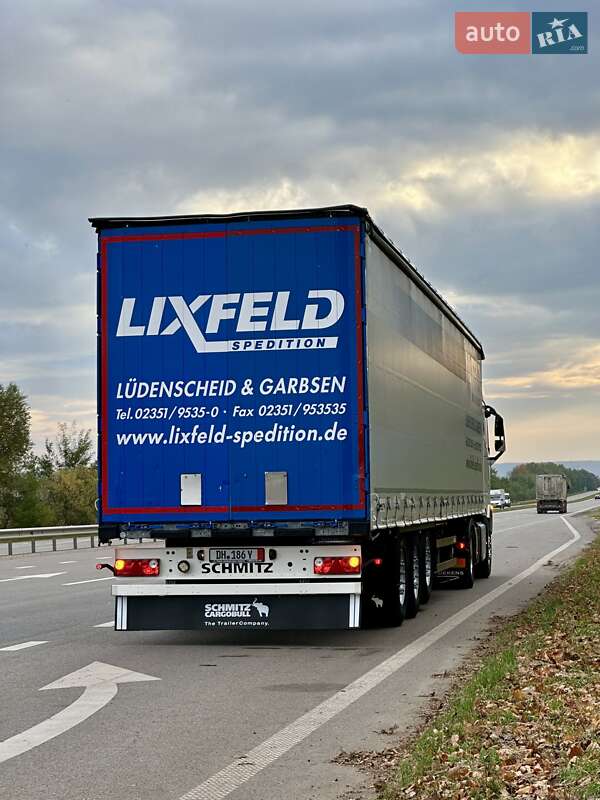 auto RIA .com
LIXFELD
SPEDITION
LÜDENSCHEID & GARBSEN
Tel. 02351/9535-0 · Fax 02351/953535
www.lixfeld-spedition.de
DH 186 V
SCHMITZ
SCHMITZ
CARGOBULL
The TrailerCompany.